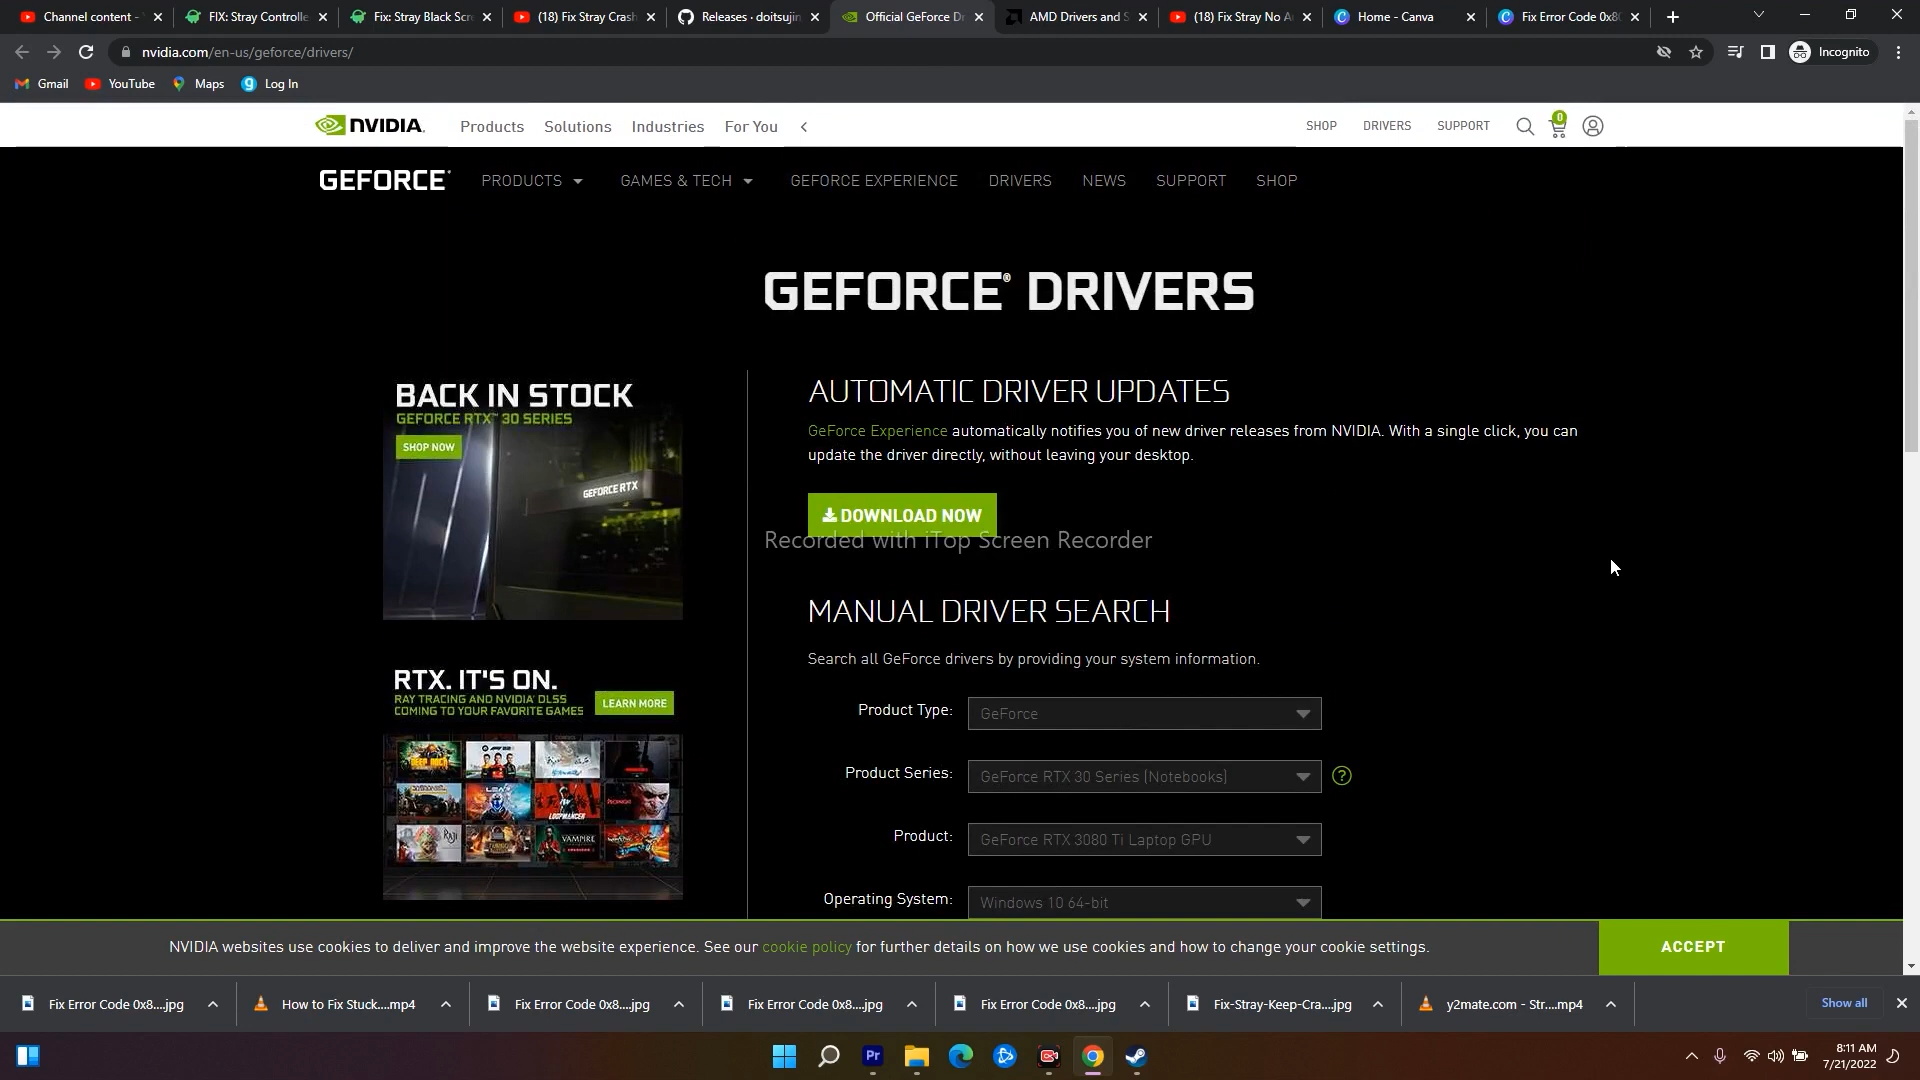 Channel content -
FIX: Stray Controlle
Fix: Stray Black Scr
(18) Fix Stray Crash
Releases · doitsujin
Official GeForce Dr
AMD Drivers and S
(18) Fix Stray No A
Home - Canva
Fix Error Code 0x80
nvidia.com/en-us/geforce/drivers/
Incognito
Gmail
YouTube
Maps
Log In
NVIDIA.
Products
Solutions
Industries
For You
SHOP
DRIVERS
SUPPORT
0
GEFORCE
PRODUCTS
GAMES & TECH
GEFORCE EXPERIENCE
DRIVERS
NEWS
SUPPORT
SHOP
GEFORCE® DRIVERS
BACK IN STOCK
GEFORCE RTX™ 30 SERIES
SHOP NOW
GEFORCE RTX
AUTOMATIC DRIVER UPDATES
GeForce Experience automatically notifies you of new driver releases from NVIDIA. With a single click, you can
update the driver directly, without leaving your desktop.
DOWNLOAD NOW
Recorded with iTop Screen Recorder
MANUAL DRIVER SEARCH
Search all GeForce drivers by providing your system information.
RTX. IT'S ON.
RAY TRACING AND NVIDIA DLSS
COMING TO YOUR FAVORITE GAMES
LEARN MORE
Product Type:
GeForce
Product Series:
GeForce RTX 30 Series (Notebooks)
?
Product:
GeForce RTX 3080 Ti Laptop GPU
Operating System:
Windows 10 64-bit
RAJI
VAMPIRE
LOOPMANCER
NVIDIA websites use cookies to deliver and improve the website experience. See our cookie policy for further details on how we use cookies and how to change your cookie settings.
ACCEPT
Fix Error Code 0x8....jpg
How to Fix Stuck....mp4
Fix Error Code 0x8....jpg
Fix Error Code 0x8....jpg
Fix Error Code 0x8....jpg
Fix-Stray-Keep-Cra....jpg
y2mate.com - Str....mp4
Show all
Pr
8:11 AM
7/21/2022